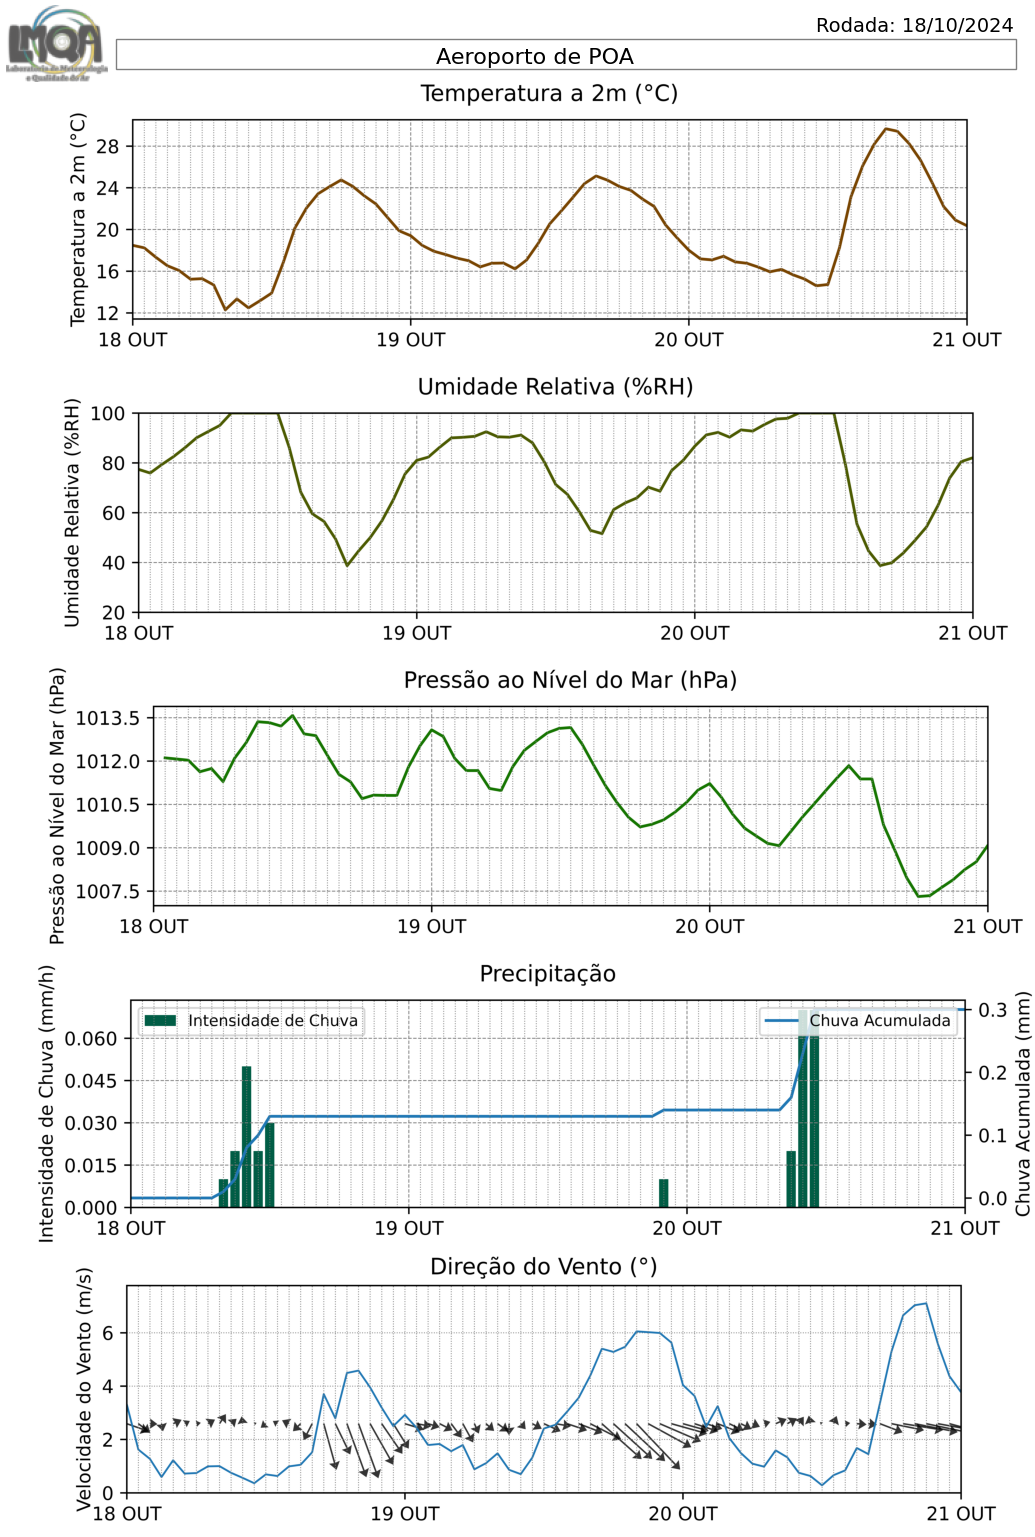 LMQA
Laboratório de Meteorologia
e Qualidade do Ar
Rodada: 18/10/2024
Aeroporto de POA
Temperatura a 2m (°C)
Temperatura a 2m (°C)
28
24
20
16
12
18 OUT 19 OUT 20 OUT 21 OUT
Umidade Relativa (%RH)
Umidade Relativa (%RH)
100
80
60
40
20
18 OUT 19 OUT 20 OUT 21 OUT
Pressão ao Nível do Mar (hPa)
Pressão ao Nível do Mar (hPa)
1013.5
1012.0
1010.5
1009.0
1007.5
18 OUT 19 OUT 20 OUT 21 OUT
Precipitação
Intensidade de Chuva (mm/h)
Intensidade de Chuva
Chuva Acumulada
0.060
0.045
0.030
0.015
0.000
0.3
0.2
0.1
0.0
Chuva Acumulada (mm)
18 OUT 19 OUT 20 OUT 21 OUT
Direção do Vento (°)
Velocidade do Vento (m/s)
6
4
2
0
18 OUT 19 OUT 20 OUT 21 OUT